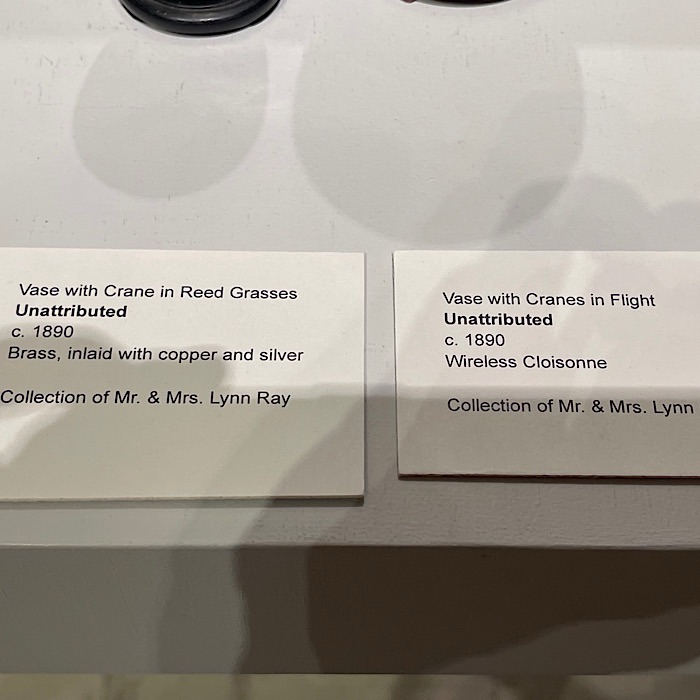 Vase with Crane in Reed Grasses
Unattributed
c. 1890
Brass, inlaid with copper and silver
Collection of Mr. & Mrs. Lynn Ray
Vase with Cranes in Flight
Unattributed
c. 1890
Wireless Cloisonne
Collection of Mr. & Mrs. Lynn